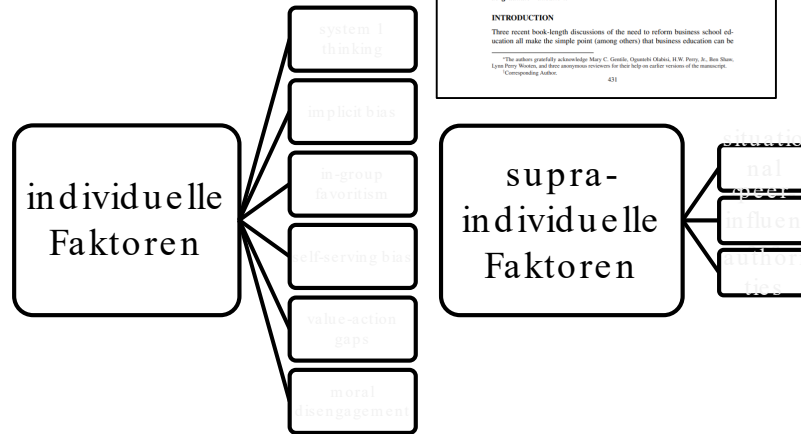 system 1
thinking
implicit bias
in-group
favoritism
self-serving bias
value-action
gaps
moral
disengagement
individuelle
Faktoren
INTRODUCTION
Three recent book-length discussions of the need to reform business school ed-
ucation all make the simple point (among others) that business education can be
*The authors gratefully acknowledge Mary C. Gentile, Oguntebi Olabisi, H.W. Perry, Jr., Ben Shaw,
Lynn Perry Wooten, and three anonymous reviewers for their help on earlier versions of the manuscript.
†Corresponding Author.
431
supra-
individuelle
Faktoren
situatio
nal
/peer
influen
author
ties